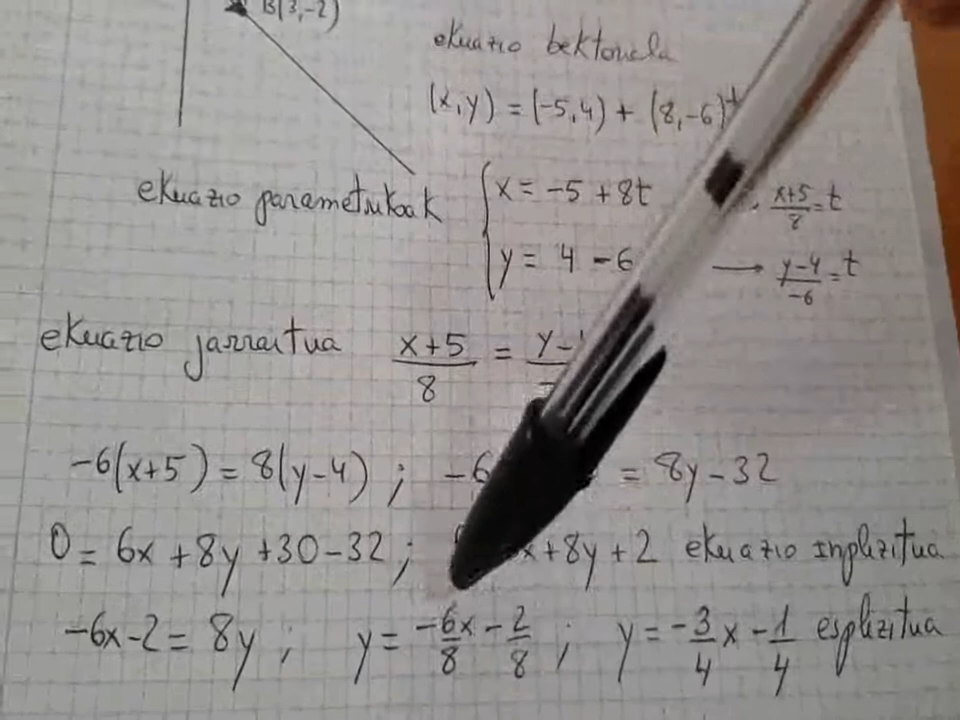 B(3,-2)
ekuazio bektoriala
(x,y) = (-5,4) + (8,-6)t
ekuazio parametrikoak
x = -5 + 8t
x+5/8 = t
y = 4 - 6
→ y-4/-6 = t
ekuazio jarraitua x+5/8 = y-
-6(x+5) = 8(y-4) ; -6 = 8y - 32
0 = 6x + 8y + 30 - 32 ; x + 8y + 2 ekuazio inplizitua
-6x - 2 = 8y ; y = -6x/8 - 2/8 ; y = -3/4 x - 1/4 esplizitua